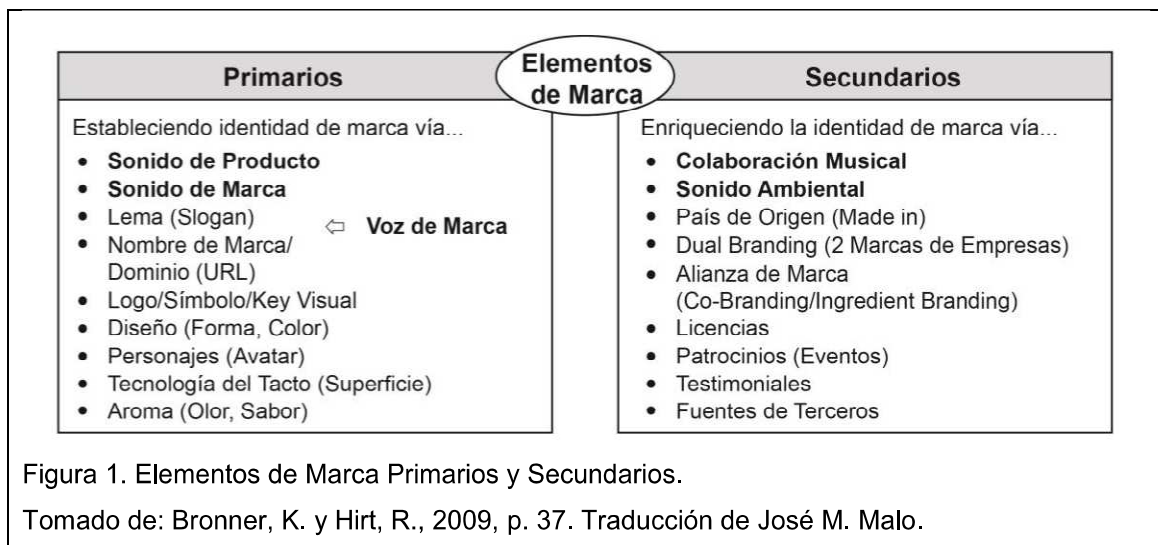 Elementos
de Marca
Primarios
Estableciendo identidad de marca vía...
• Sonido de Producto
• Sonido de Marca
• Lema (Slogan)
⇦ Voz de Marca
• Nombre de Marca/
Dominio (URL)
• Logo/Símbolo/Key Visual
• Diseño (Forma, Color)
• Personajes (Avatar)
• Tecnología del Tacto (Superficie)
• Aroma (Olor, Sabor)
Secundarios
Enriqueciendo la identidad de marca vía...
• Colaboración Musical
• Sonido Ambiental
• País de Origen (Made in)
• Dual Branding (2 Marcas de Empresas)
• Alianza de Marca
(Co-Branding/Ingredient Branding)
• Licencias
• Patrocinios (Eventos)
• Testimoniales
• Fuentes de Terceros
Figura 1. Elementos de Marca Primarios y Secundarios.
Tomado de: Bronner, K. y Hirt, R., 2009, p. 37. Traducción de José M. Malo.